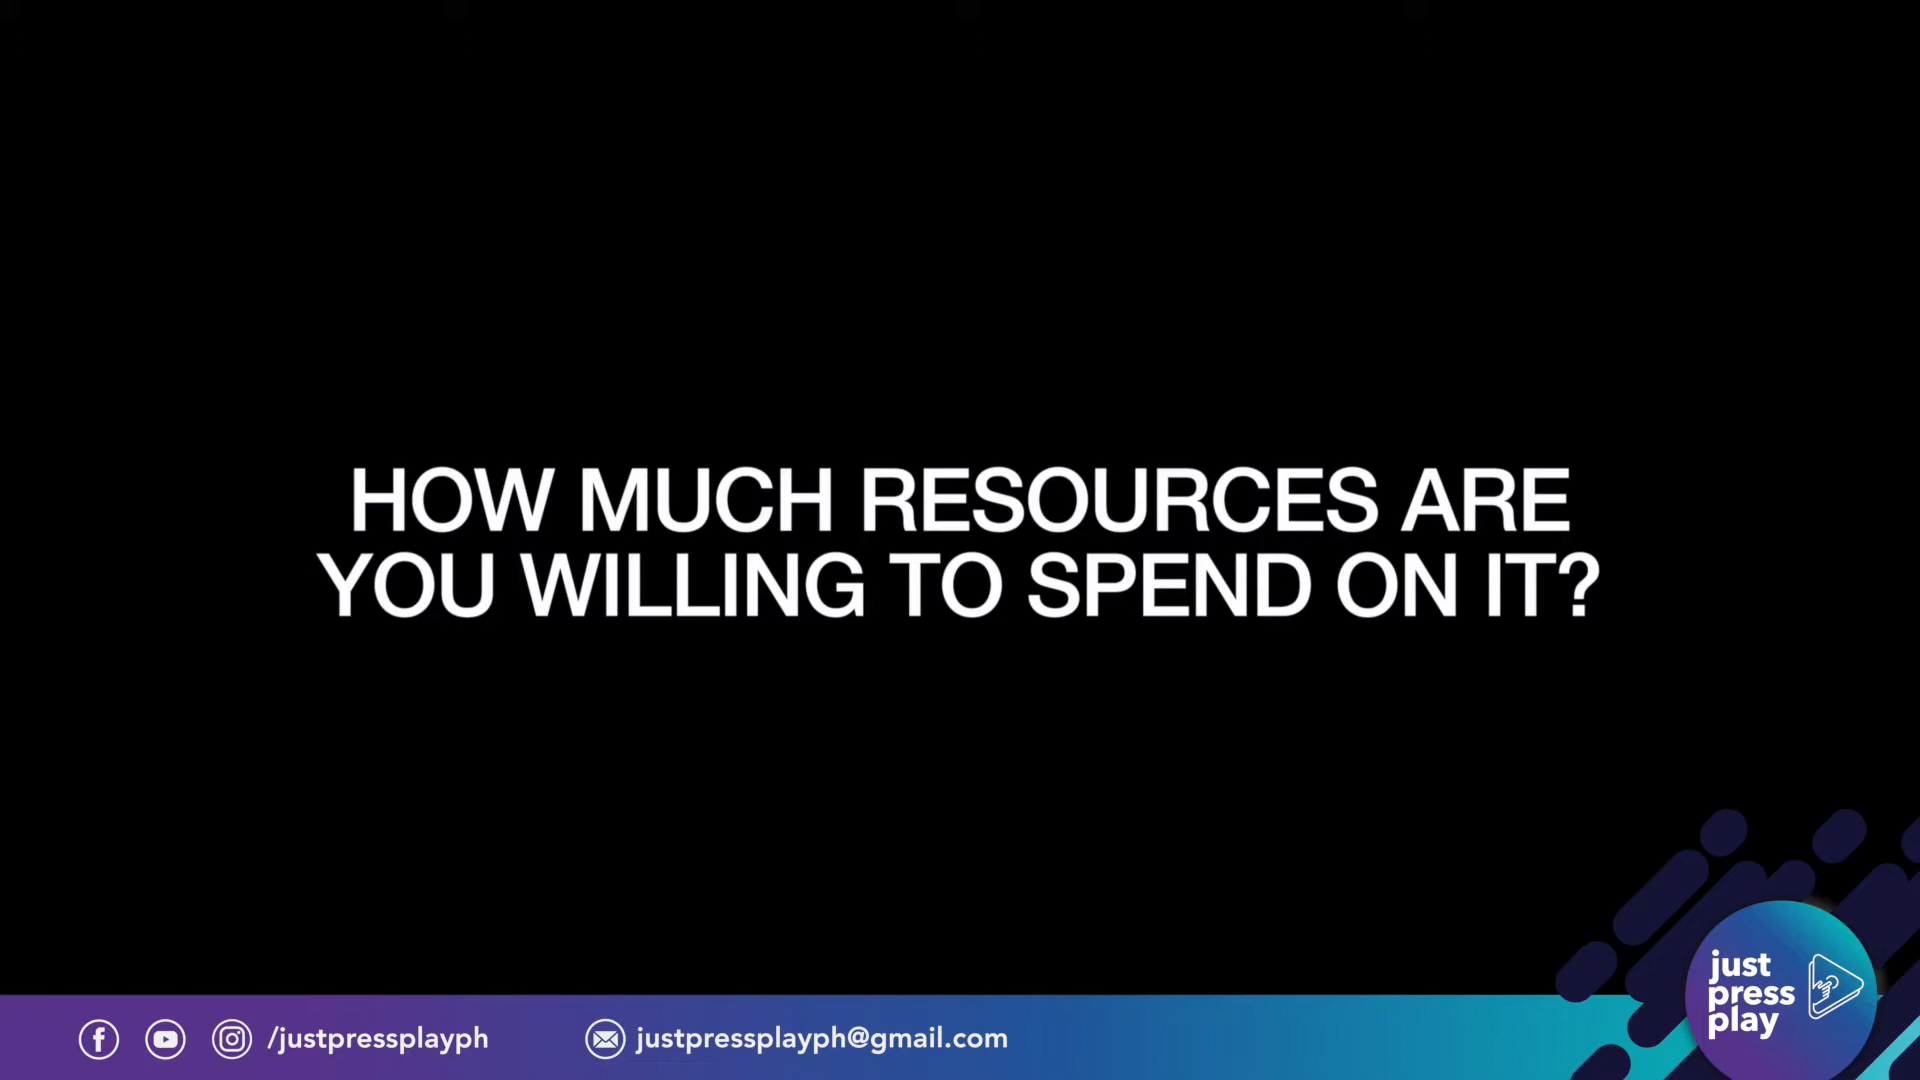 HOW MUCH RESOURCES ARE
YOU WILLING TO SPEND ON IT?
/justpressplayph
justpressplayph@gmail.com
just
press
play